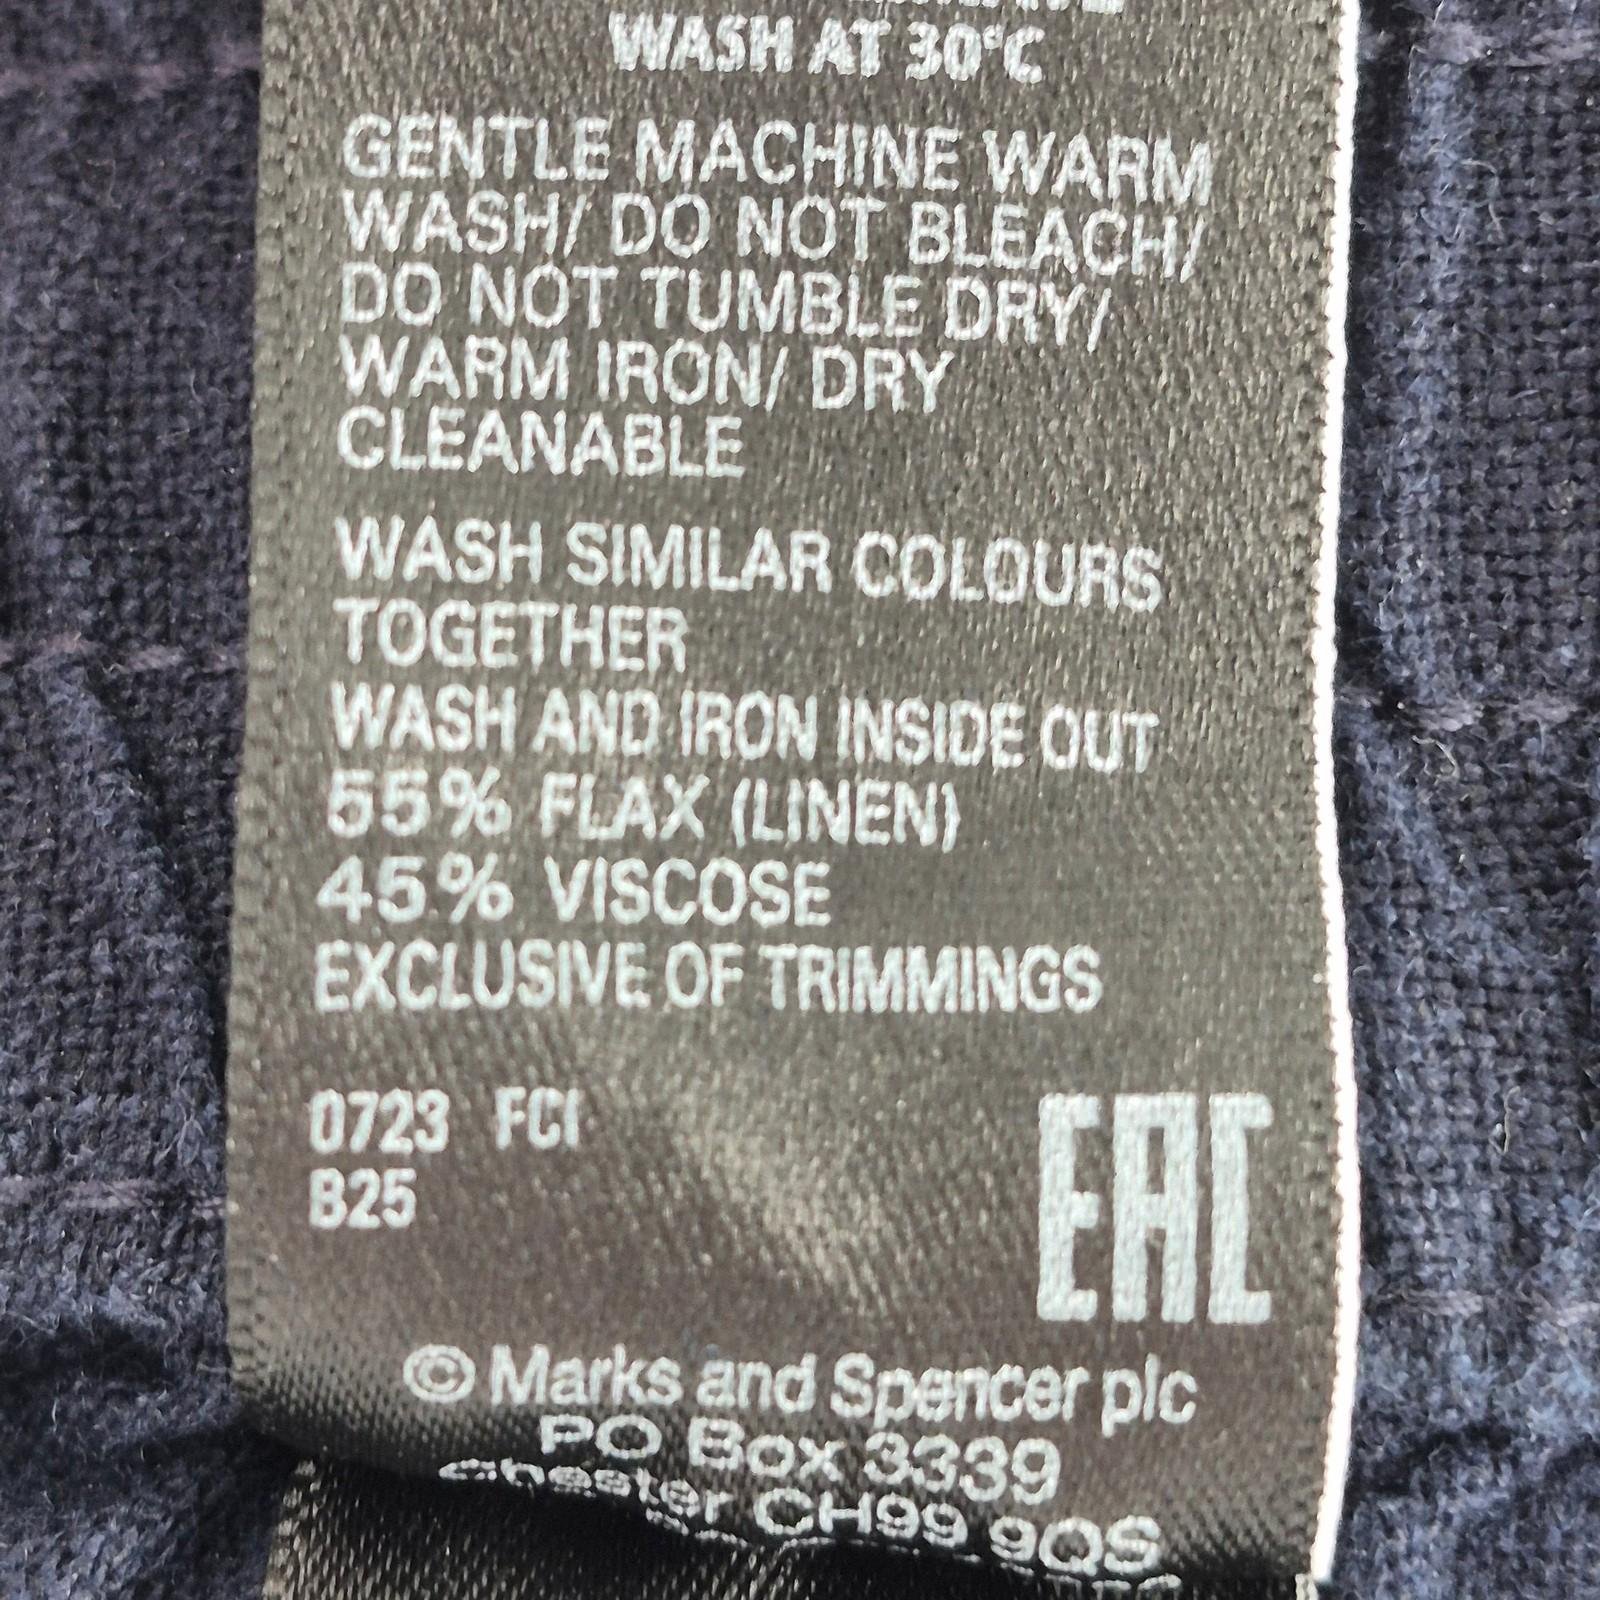 WASH AT 30°C
GENTLE MACHINE WARM
WASH/ DO NOT BLEACH/
DO NOT TUMBLE DRY/
WARM IRON/ DRY
CLEANABLE
WASH SIMILAR COLOURS
TOGETHER
WASH AND IRON INSIDE OUT
55% FLAX (LINEN)
45% VISCOSE
EXCLUSIVE OF TRIMMINGS
0723 FCI
B25
EAC
© Marks and Spencer plc
PO Box 3339
Chester CH99 9QS